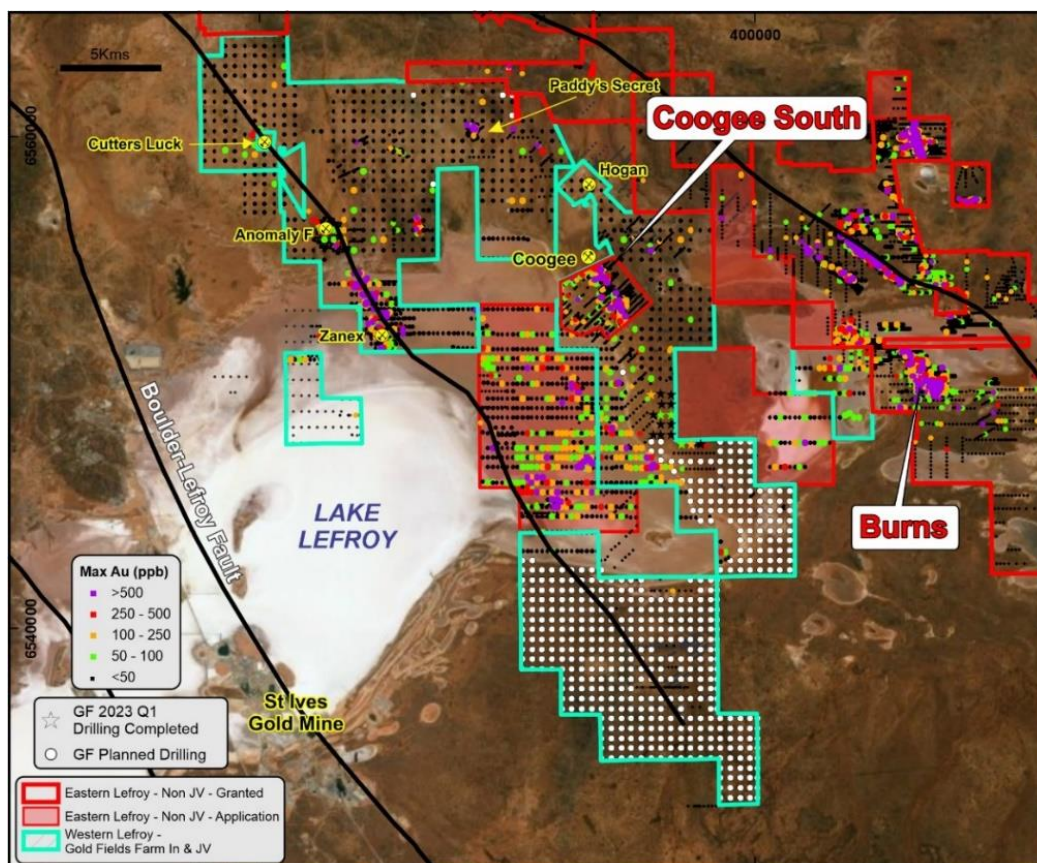 400000
5Kms
Paddy's Secret
Coogee South
6560000
Cutters Luck
Hogan
Anomaly F
Coogee
Zanex
Boulder-Lefroy Fault
LAKE
LEFROY
Burns
Max Au (ppb)
>500
250 - 500
100 - 250
50 - 100
<50
6540000
St Ives
Gold Mine
GF 2023 Q1
Drilling Completed
GF Planned Drilling
Eastern Lefroy - Non JV - Granted
Eastern Lefroy - Non JV - Application
Western Lefroy -
Gold Fields Farm In & JV